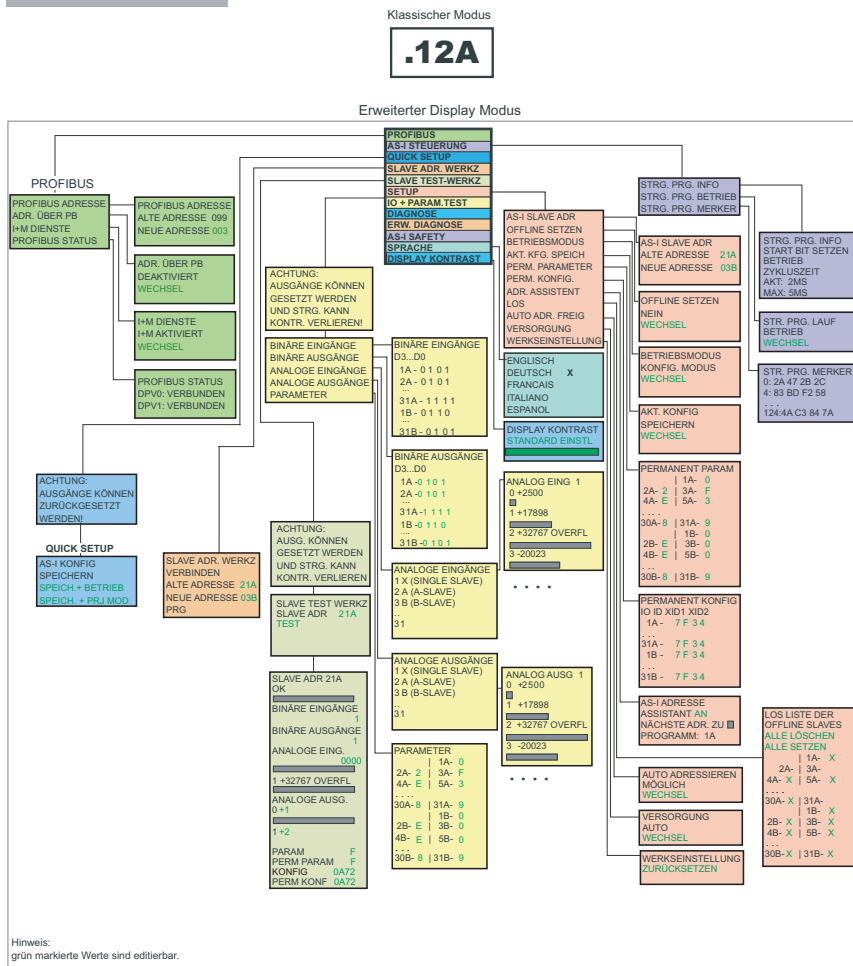 Klassischer Modus
.12A
Erweiterter Display Modus
PROFIBUS
AS-I STEUERUNG
QUICK SETUP
SLAVE ADR. WERKZ
SLAVE TEST-WERKZ
SETUP
IO + PARAM.TEST
DIAGNOSE
ERW. DIAGNOSE
AS-I SAFETY
SPRACHE
DISPLAY KONTRAST
PROFIBUS
PROFIBUS ADRESSE
ADR. ÜBER PB
I+M DIENSTE
PROFIBUS STATUS
PROFIBUS ADRESSE
ALTE ADRESSE 099
NEUE ADRESSE 003
ADR. ÜBER PB
DEAKTIVIERT
WECHSEL
I+M DIENSTE
I+M AKTIVIERT
WECHSEL
PROFIBUS STATUS
DPV0: VERBUNDEN
DPV1: VERBUNDEN
ACHTUNG:
AUSGÄNGE KÖNNEN
ZURÜCKGESETZT
WERDEN!
QUICK SETUP
AS-I KONFIG
SPEICHERN
SPEICH.+ BETRIEB
SPEICH. + PRJ MOD
SLAVE ADR. WERKZ
VERBINDEN
ALTE ADRESSE 21A
NEUE ADRESSE 03B
PRG
ACHTUNG:
AUSG. KÖNNEN
GESETZT WERDEN
UND STRG. KANN
KONTR. VERLIEREN
SLAVE TEST WERKZ
SLAVE ADR 21A
TEST
SLAVE ADR 21A
OK
BINÄRE EINGÄNGE
1
BINÄRE AUSGÄNGE
1
ANALOGE EING.
0000
1 +32767 OVERFL
ANALOGE AUSG.
0 +1
1 +2
PARAM F
PERM PARAM F
KONFIG 0A72
PERM KONF 0A72
ACHTUNG:
AUSGÄNGE KÖNNEN
GESETZT WERDEN
UND STRG. KANN
KONTR. VERLIEREN!
BINÄRE EINGÄNGE
BINÄRE AUSGÄNGE
ANALOGE EINGÄNGE
ANALOGE AUSGÄNGE
PARAMETER
BINÄRE EINGÄNGE
D3...D0
1A - 0 1 0 1
2A - 0 1 0 1
...
31A - 1 1 1 1
1B - 0 1 1 0
...
31B - 0 1 0 1
BINÄRE AUSGÄNGE
D3...D0
1A -0 1 0 1
2A -0 1 0 1
...
31A -1 1 1 1
1B -0 1 1 0
...
31B -0 1 0 1
ANALOGE EINGÄNGE
1 X (SINGLE SLAVE)
2 A (A-SLAVE)
3 B (B-SLAVE)
..
31
ANALOGE AUSGÄNGE
1 X (SINGLE SLAVE)
2 A (A-SLAVE)
3 B (B-SLAVE)
..
31
PARAMETER
| 1A- 0
2A- 2 | 3A- F
4A- E | 5A- 3
. . . .
30A- 8 | 31A- 9
| 1B- 0
2B- E | 3B- 0
4B- E | 5B- 0
. . .
30B- 8 | 31B- 9
ENGLISCH
DEUTSCH X
FRANCAIS
ITALIANO
ESPANOL
DISPLAY KONTRAST
STANDARD EINSTL
ANALOG EING 1
0 +2500
1 +17898
2 +32767 OVERFL
3 -20023
. . . .
ANALOG AUSG 1
0 +2500
1 +17898
2 +32767 OVERFL
3 -20023
. . . .
AS-I SLAVE ADR
OFFLINE SETZEN
BETRIEBSMODUS
AKT. KFG. SPEICH
PERM. PARAMETER
PERM. KONFIG.
ADR. ASSISTENT
LOS
AUTO ADR. FREIG
VERSORGUNG
WERKSEINSTELLUNG
AS-I SLAVE ADR
ALTE ADRESSE 21A
NEUE ADRESSE 03B
OFFLINE SETZEN
NEIN
WECHSEL
BETRIEBSMODUS
KONFIG. MODUS
WECHSEL
AKT. KONFIG
SPEICHERN
WECHSEL
PERMANENT PARAM
| 1A- 0
2A- 2 | 3A- F
4A- E | 5A- 3
. . . .
30A- 8 | 31A- 9
| 1B- 0
2B- E | 3B- 0
4B- E | 5B- 0
. . .
30B- 8 | 31B- 9
PERMANENT KONFIG
IO ID XID1 XID2
1A - 7 F 3 4
. . .
31A - 7 F 3 4
1B - 7 F 3 4
. . .
31B - 7 F 3 4
AS-I ADRESSE
ASSISTANT AN
NÄCHSTE ADR. ZU
PROGRAMM: 1A
AUTO ADRESSIEREN
MÖGLICH
WECHSEL
VERSORGUNG
AUTO
WECHSEL
WERKSEINSTELLUNG
ZURÜCKSETZEN
STRG. PRG. INFO
STRG. PRG. BETRIEB
STRG. PRG. MERKER
STRG. PRG. INFO
START BIT SETZEN
BETRIEB
ZYKLUSZEIT
AKT: 2MS
MAX: 5MS
STR. PRG. LAUF
BETRIEB
WECHSEL
STR. PRG. MERKER
0: 2A 47 2B 2C
4: 83 BD F2 58
. . .
124:4A C3 84 7A
LOS LISTE DER
OFFLINE SLAVES
ALLE LÖSCHEN
ALLE SETZEN
| 1A- X
2A- | 3A-
4A- X | 5A- X
. . . .
30A- X | 31A-
| 1B- X
2B- X | 3B- X
4B- X | 5B- X
. . .
30B- X | 31B- X
Hinweis:
grün markierte Werte sind editierbar.